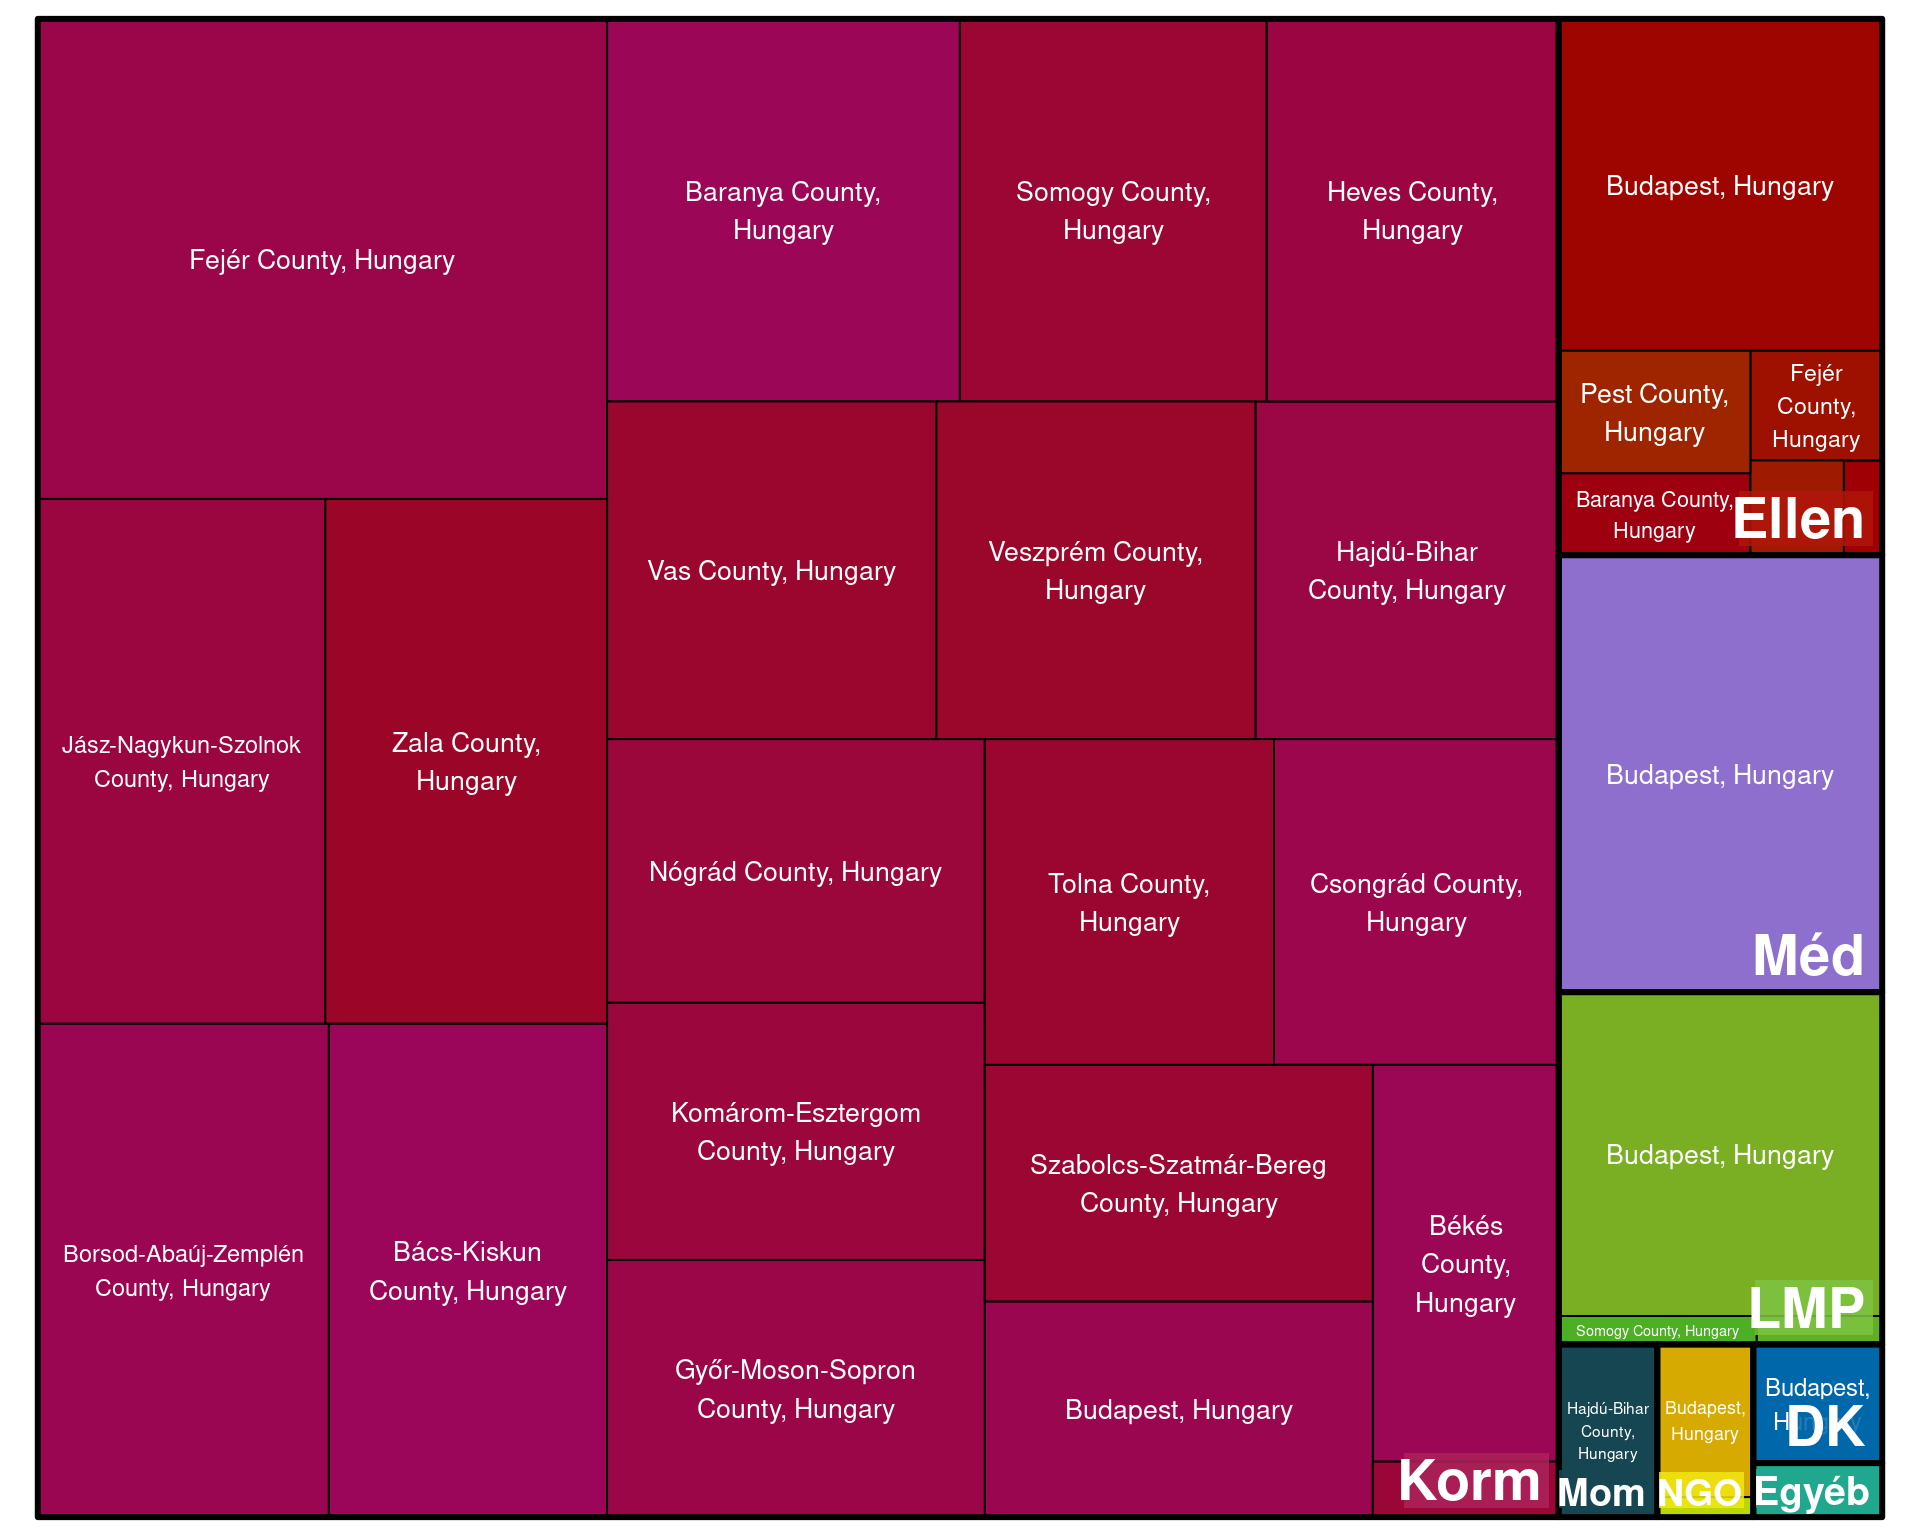 Fejér County, Hungary
Baranya County,
Hungary
Somogy County,
Hungary
Heves County,
Hungary
Vas County, Hungary
Veszprém County,
Hungary
Hajdú-Bihar
County, Hungary
Jász-Nagykun-Szolnok
County, Hungary
Zala County,
Hungary
Nógrád County, Hungary
Tolna County,
Hungary
Csongrád County,
Hungary
Komárom-Esztergom
County, Hungary
Szabolcs-Szatmár-Bereg
County, Hungary
Békés
County,
Hungary
Borsod-Abaúj-Zemplén
County, Hungary
Bács-Kiskun
County, Hungary
Győr-Moson-Sopron
County, Hungary
Budapest, Hungary
Korm
Budapest, Hungary
Pest County,
Hungary
Fejér
County,
Hungary
Baranya County,
Hungary
Ellen
Budapest, Hungary
Méd
Budapest, Hungary
LMP
Somogy County, Hungary
Hajdú-Bihar
County,
Hungary
Mom
Budapest,
Hungary
NGO
Budapest,
Hungary
DK
Egyéb